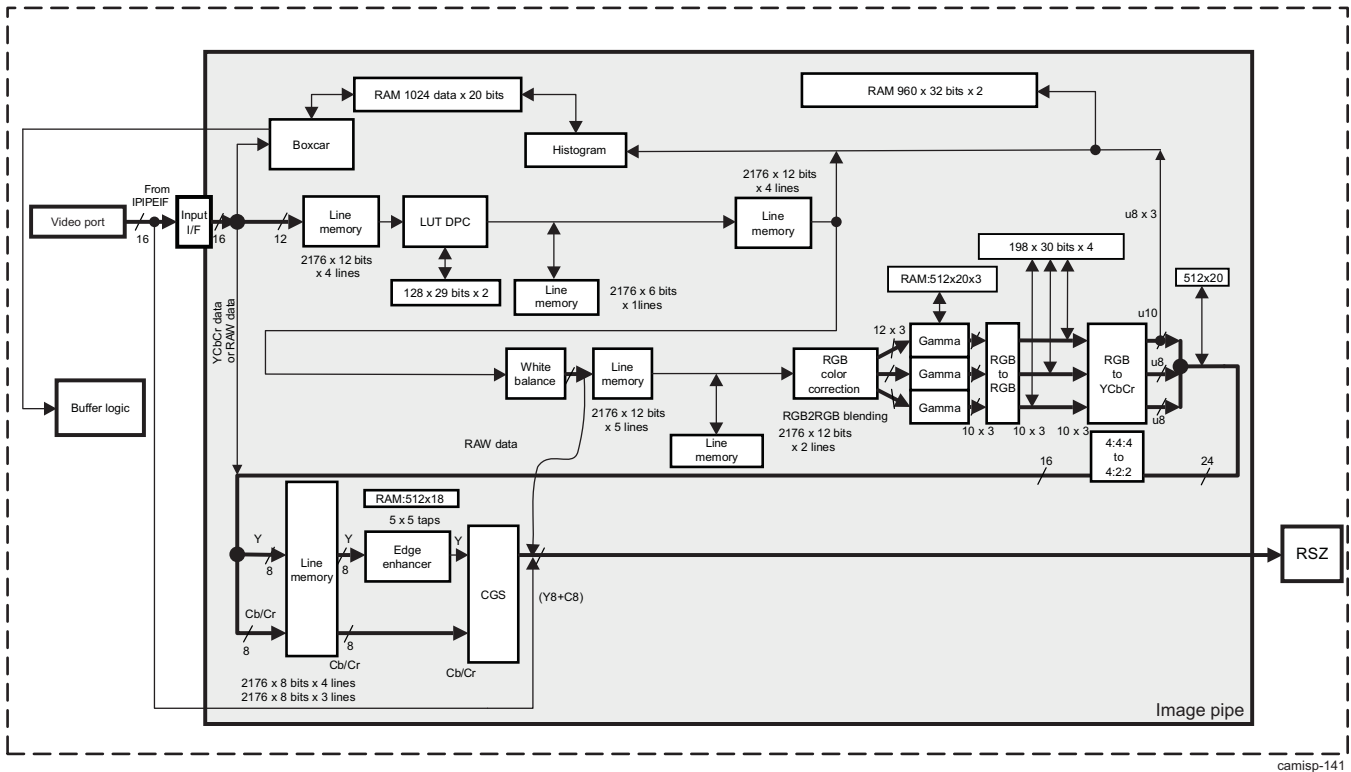 RAM 1024 data x 20 bits
RAM 960 x 32 bits x 2
Boxcar
Histogram
2176 x 12 bits
x 4 lines
From
IPIPEIF
Video port
16
Input
I/F
16
12
Line
memory
2176 x 12 bits
x 4 lines
LUT DPC
128 x 29 bits x 2
Line
memory
2176 x 6 bits
x 1lines
Line
memory
u8 x 3
198 x 30 bits x 4
RAM:512x20x3
512x20
YCbCr data
or RAW data
u10
12 x 3
Gamma
Gamma
Gamma
RGB
to
RGB
RGB
to
YCbCr
u8
u8
White
balance
Line
memory
2176 x 12 bits
x 5 lines
RGB
color
correction
RGB2RGB blending
2176 x 12 bits
x 2 lines
Line
memory
10 x 3
10 x 3
10 x 3
Buffer logic
RAW data
4:4:4
to
4:2:2
16
24
RAM:512x18
5 x 5 taps
Y
8
Line
memory
Y
8
Edge
enhancer
Y
CGS
RSZ
(Y8+C8)
Cb/Cr
8
8
Cb/Cr
Cb/Cr
2176 x 8 bits x 4 lines
2176 x 8 bits x 3 lines
Image pipe
camisp-141